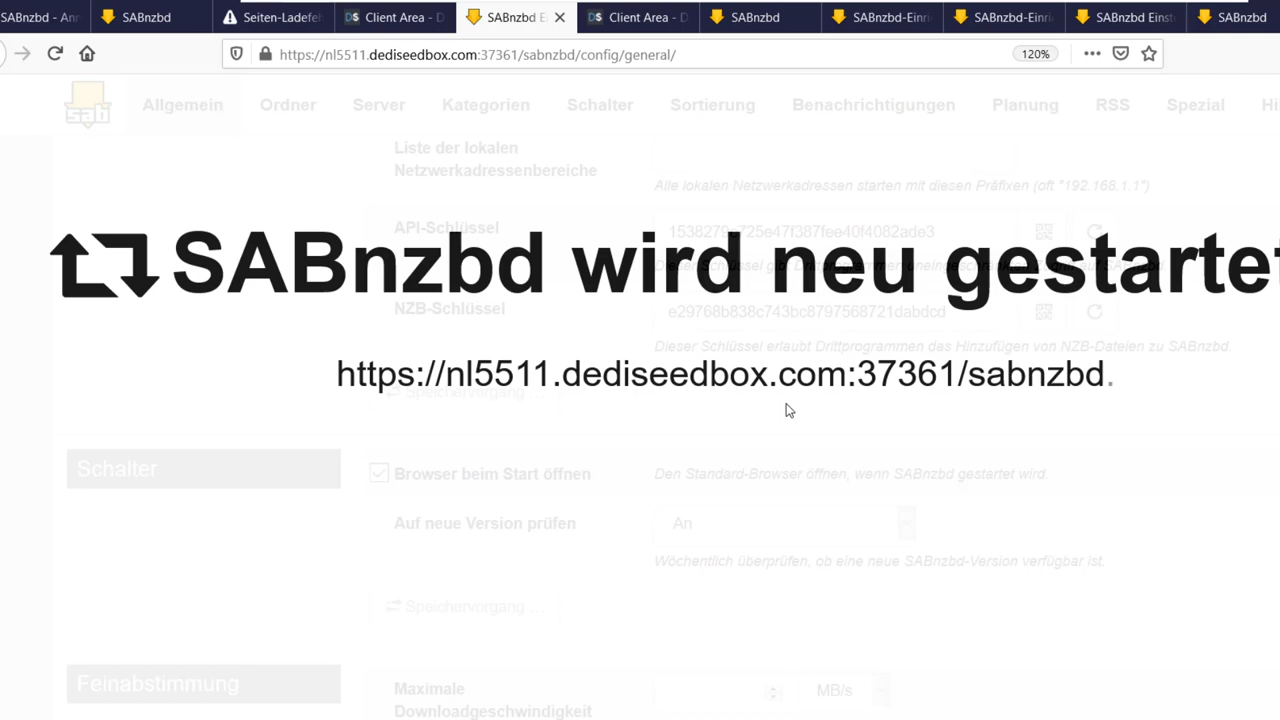 SABnzbd - Anr
SABnzbd
Seiten-Ladefehl
Client Area - D
SABnzbd Ei
Client Area - D
SABnzbd
SABnzbd-Einri
SABnzbd-Einri
SABnzbd Einst
SABnzbd
https://nl5511.dediseedbox.com:37361/sabnzbd/config/general/
120%
sab
Allgemein
Ordner
Server
Kategorien
Schalter
Sortierung
Benachrichtigungen
Planung
RSS
Spezial
Liste der lokalen
Netzwerkadressenbereiche
Alle lokalen Netzwerkadressen starten mit diesen Präfixen (oft "192.168.1.1")
API-Schlüssel
SABnzbd wird neu gestartet
NZB-Schlüssel
e29768b838c743bc8797568721dabdcd
Dieser Schlüssel erlaubt Drittprogrammen das Hinzufügen von NZB-Dateien zu SABnzbd.
https://nl5511.dediseedbox.com:37361/sabnzbd.
Speichervorgang ...
Schalter
Browser beim Start öffnen
Den Standard-Browser öffnen, wenn SABnzbd gestartet wird.
Auf neue Version prüfen
An
Wöchentlich überprüfen, ob eine neue SABnzbd-Version verfügbar ist.
Speichervorgang ...
Feinabstimmung
Maximale
Downloadgeschwindigkeit
MB/s